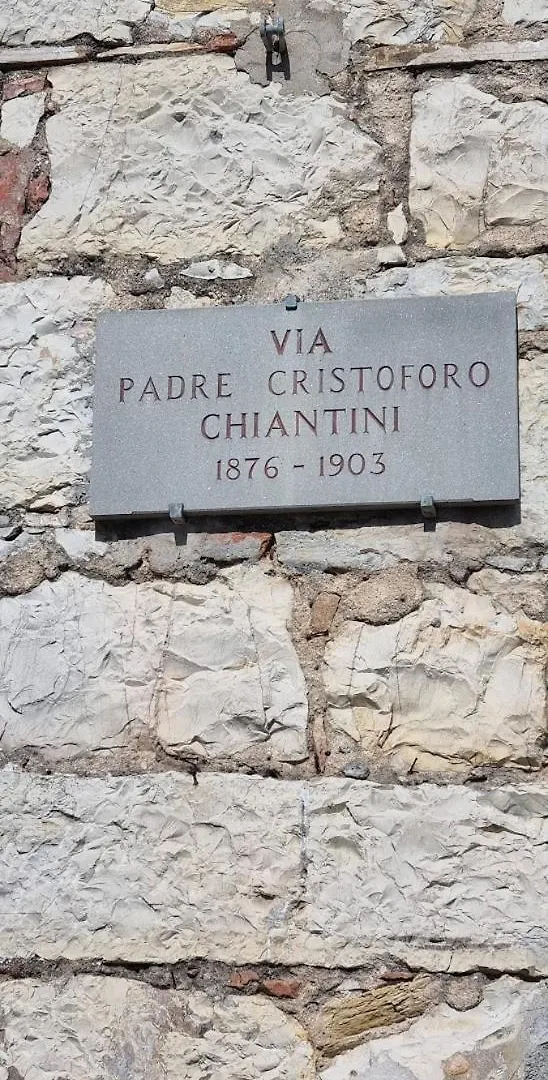 VIA
PADRE CRISTOFORO
CHIANTINI
1876 - 1903